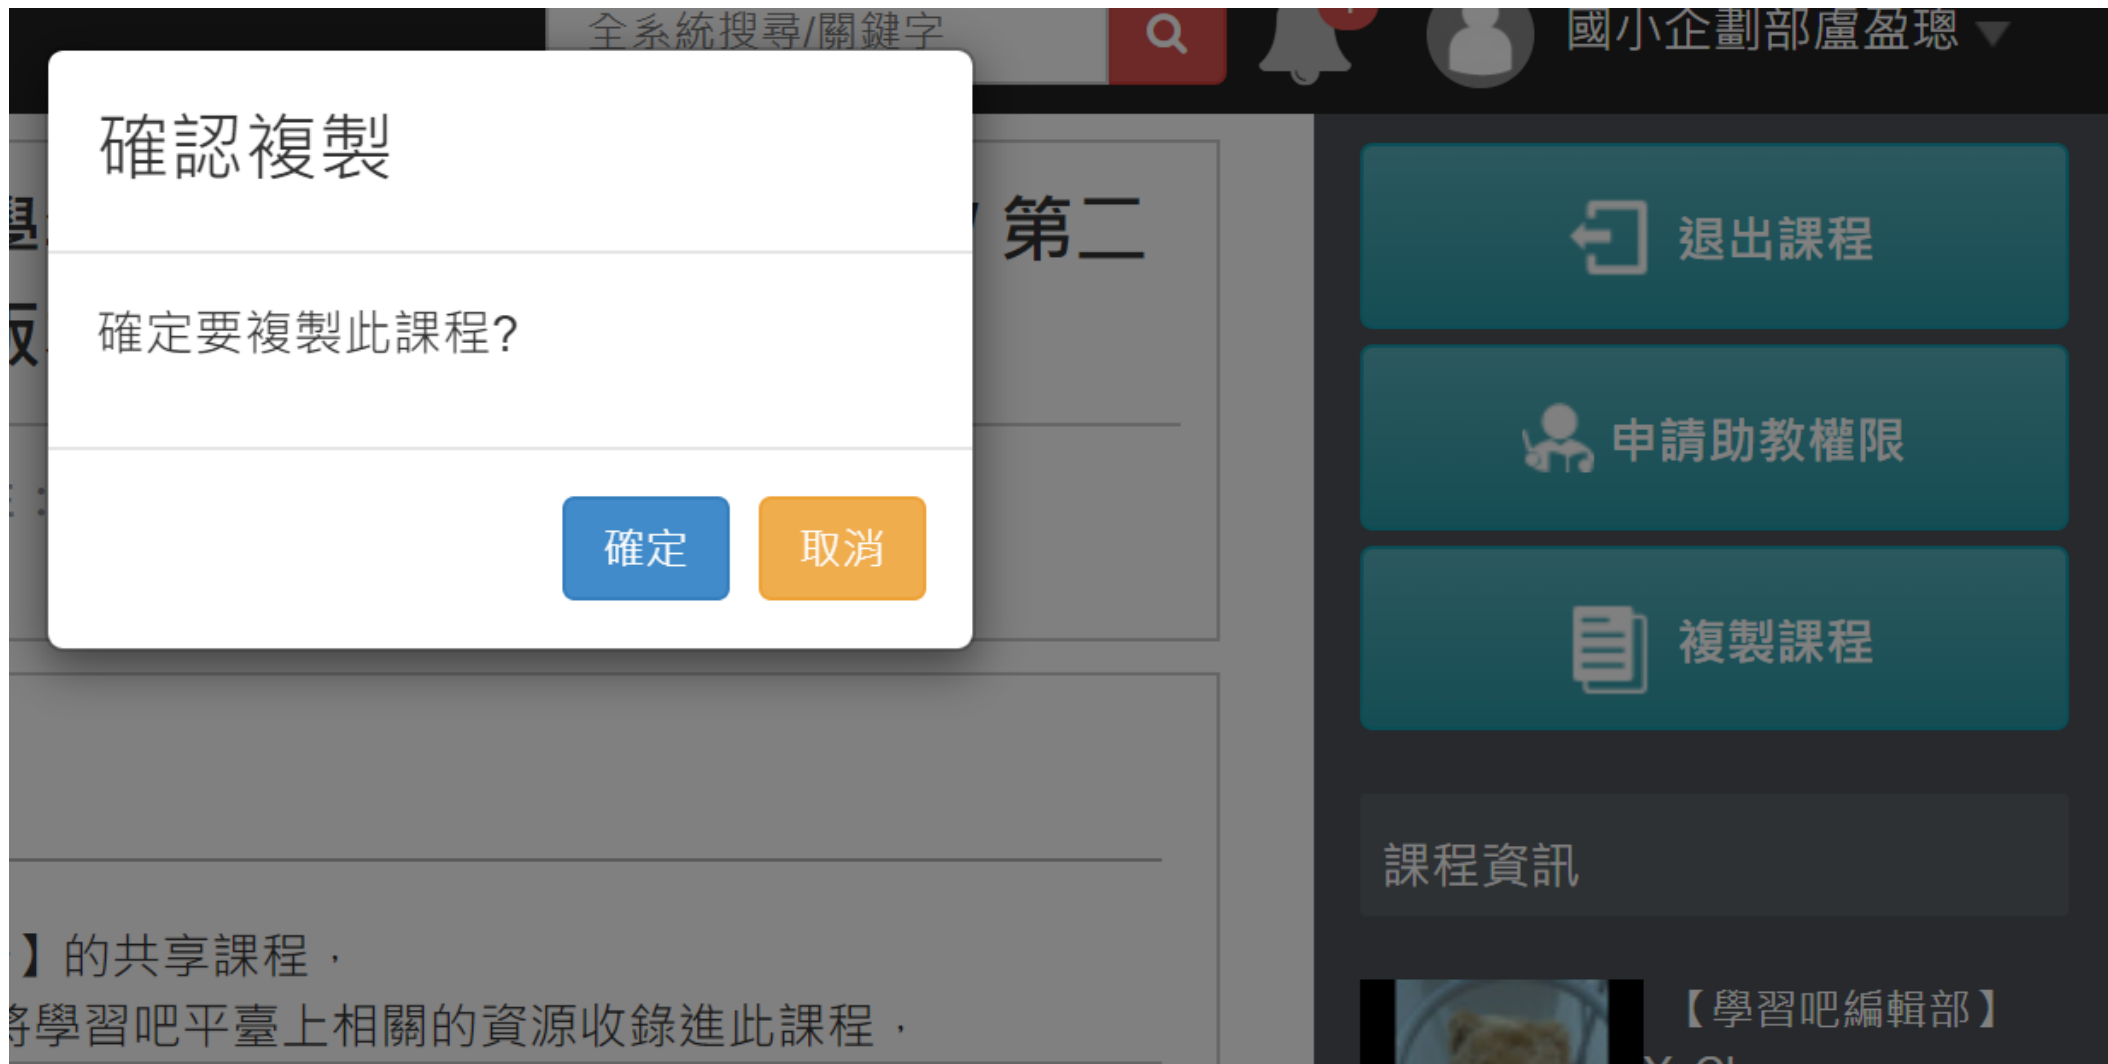 全系統搜尋/關鍵字
國小企劃部盧盈璁
確認複製
第二
確定要複製此課程?
確定
取消
退出課程
申請助教權限
複製課程
課程資訊
】的共享課程，
將學習吧平臺上相關的資源收錄進此課程，
【學習吧編輯部】